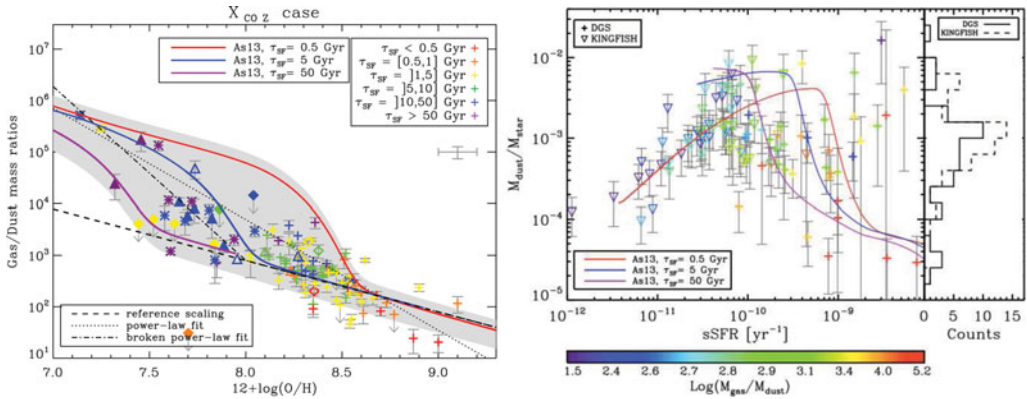 X_CO Z case
Gas/Dust mass ratios
10^7
10^6
10^5
10^4
10^3
10^2
10^1
As13, τ_SF= 0.5 Gyr
As13, τ_SF= 5 Gyr
As13, τ_SF= 50 Gyr
τ_SF < 0.5 Gyr
τ_SF = [0.5,1] Gyr
τ_SF = ]1,5] Gyr
τ_SF = ]5,10] Gyr
τ_SF = ]10,50] Gyr
τ_SF > 50 Gyr
reference scaling
power-law fit
broken power-law fit
7.0 7.5 8.0 8.5 9.0
12+log(O/H)
M_dust/M_star
10^-2
10^-3
10^-4
10^-5
DGS
KINGFISH
As13, τ_SF= 0.5 Gyr
As13, τ_SF= 5 Gyr
As13, τ_SF= 50 Gyr
10^-12 10^-11 10^-10 10^-9
sSFR [yr^-1]
DGS
KINGFISH
0 5 10 15
Counts
1.5 2.4 2.6 2.7 2.8 2.9 3.1 3.4 4.0 5.2
Log(M_gas/M_dust)